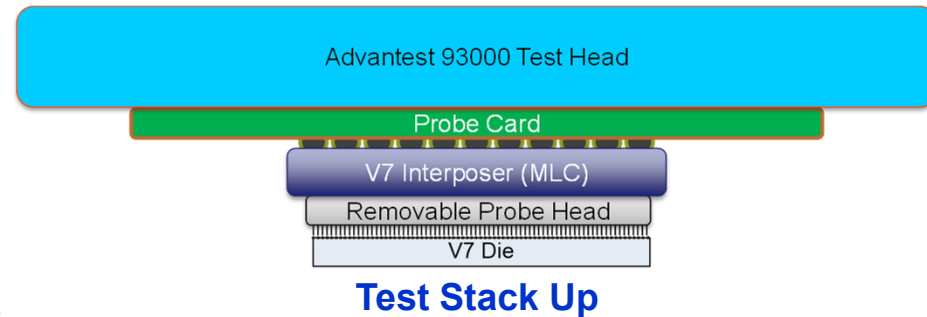 Advantest 93000 Test Head
Probe Card
V7 Interposer (MLC)
Removable Probe Head
V7 Die
Test Stack Up